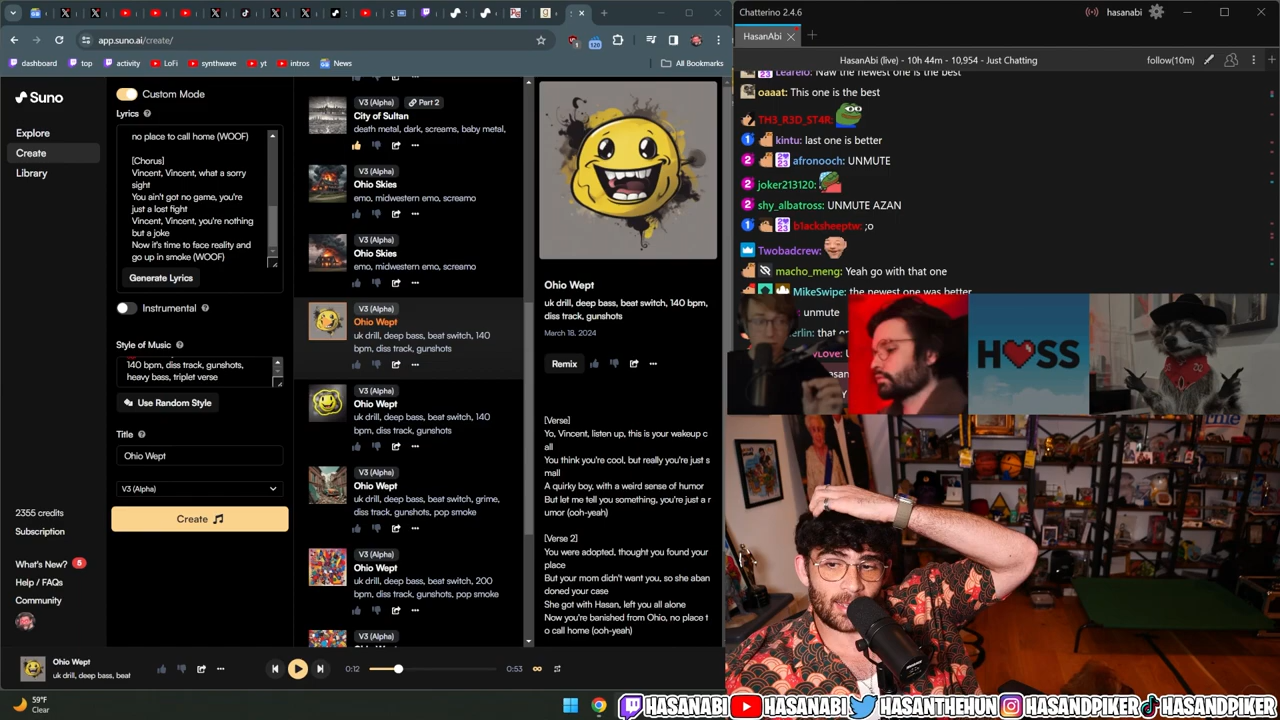 app.suno.ai/create/
120
dashboard
top
activity
LoFi
synthwave
yt
intros
News
All Bookmarks
Suno
Explore
Create
Library
2355 credits
Subscription
What's New?
Help / FAQs
Community
Custom Mode
Lyrics
no place to call home (WOOF)
[Chorus]
Vincent, Vincent, what a sorry
sight
You ain't got no game, you're
just a lost fight
Vincent, Vincent, you're nothing
but a joke
Now it's time to face reality and
go up in smoke (WOOF)
Generate Lyrics
Instrumental
Style of Music
140 bpm, diss track, gunshots,
heavy bass, triplet verse
Use Random Style
Title
Ohio Wept
V3 (Alpha)
Create
V3 (Alpha)
Part 2
City of Sultan
death metal, dark, screams, baby metal,
V3 (Alpha)
Ohio Skies
emo, midwestern emo, screamo
V3 (Alpha)
Ohio Skies
emo, midwestern emo, screamo
V3 (Alpha)
Ohio Wept
uk drill, deep bass, beat switch, 140
bpm, diss track, gunshots
V3 (Alpha)
Ohio Wept
uk drill, deep bass, beat switch, 140
bpm, diss track, gunshots
V3 (Alpha)
Ohio Wept
uk drill, deep bass, beat switch, grime,
diss track, gunshots, pop smoke
V3 (Alpha)
Ohio Wept
uk drill, deep bass, beat switch, 200
bpm, diss track, gunshots, pop smoke
V3 (Alpha)
Ohio Wept
uk drill, deep bass, beat switch, 140 bpm,
diss track, gunshots
March 18, 2024
Remix
[Verse]
Yo, Vincent, listen up, this is your wakeup c
all
You think you're cool, but really you're just s
mall
A quirky boy, with a weird sense of humor
But let me tell you something, you're just a r
umor (ooh-yeah)
[Verse 2]
You were adopted, thought you found your
place
But your mom didn't want you, so she aban
doned your case
She got with Hasan, left you all alone
Now you're banished from Ohio, no place t
o call home (ooh-yeah)
Ohio Wept
uk drill, deep bass, beat
0:12
0:53
59°F
Clear
Chatterino 2.4.6
hasanabi
HasanAbi
HasanAbi (live) - 10h 44m - 10,954 - Just Chatting
follow(10m)
Learelo: Naw the newest one is the best
oaaat: This one is the best
TH3_R3D_ST4R:
kintu: last one is better
afronooch: UNMUTE
joker213120:
shy_albatross: UNMUTE AZAN
b1acksheeptw: ;o
Twobadcrew:
macho_meng: Yeah go with that one
MikeSwipe: the newest one was better
unmute
H SS
HASANABI
HASANABI
HASANTHEHUN
HASANDPIKER
HASANDPIKER